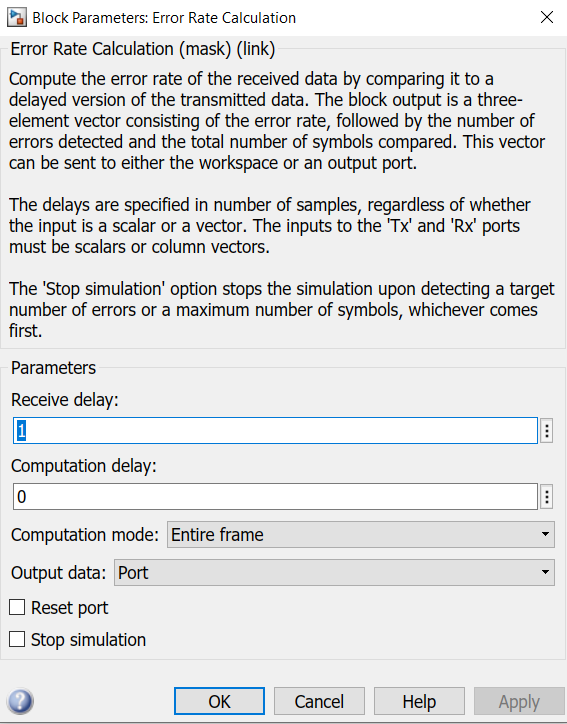 Block Parameters: Error Rate Calculation
Error Rate Calculation (mask) (link)
Compute the error rate of the received data by comparing it to a
delayed version of the transmitted data. The block output is a three-
element vector consisting of the error rate, followed by the number of
errors detected and the total number of symbols compared. This vector
can be sent to either the workspace or an output port.
The delays are specified in number of samples, regardless of whether
the input is a scalar or a vector. The inputs to the 'Tx' and 'Rx' ports
must be scalars or column vectors.
The 'Stop simulation' option stops the simulation upon detecting a target
number of errors or a maximum number of symbols, whichever comes
first.
Parameters
Receive delay:
1
Computation delay:
0
Computation mode: Entire frame
Output data: Port
Reset port
Stop simulation
? OK Cancel Help Apply